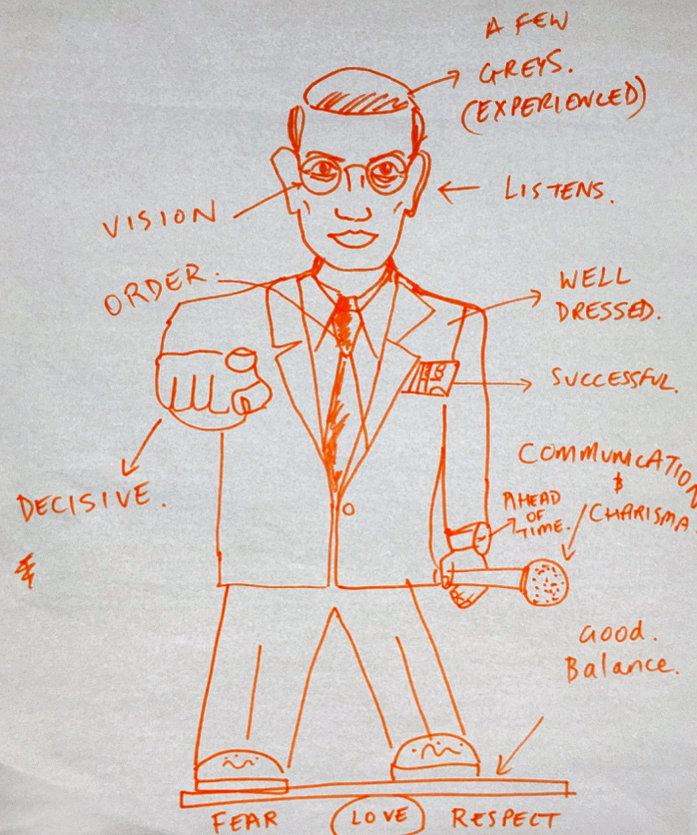 A FEW
GREYS.
(EXPERIENCED)
VISION
LISTENS.
ORDER.
WELL
DRESSED.
SUCCESSFUL.
COMMUNICATION
&
CHARISMA.
AHEAD
OF
TIME.
DECISIVE.
Good.
Balance.
FEAR LOVE RESPECT